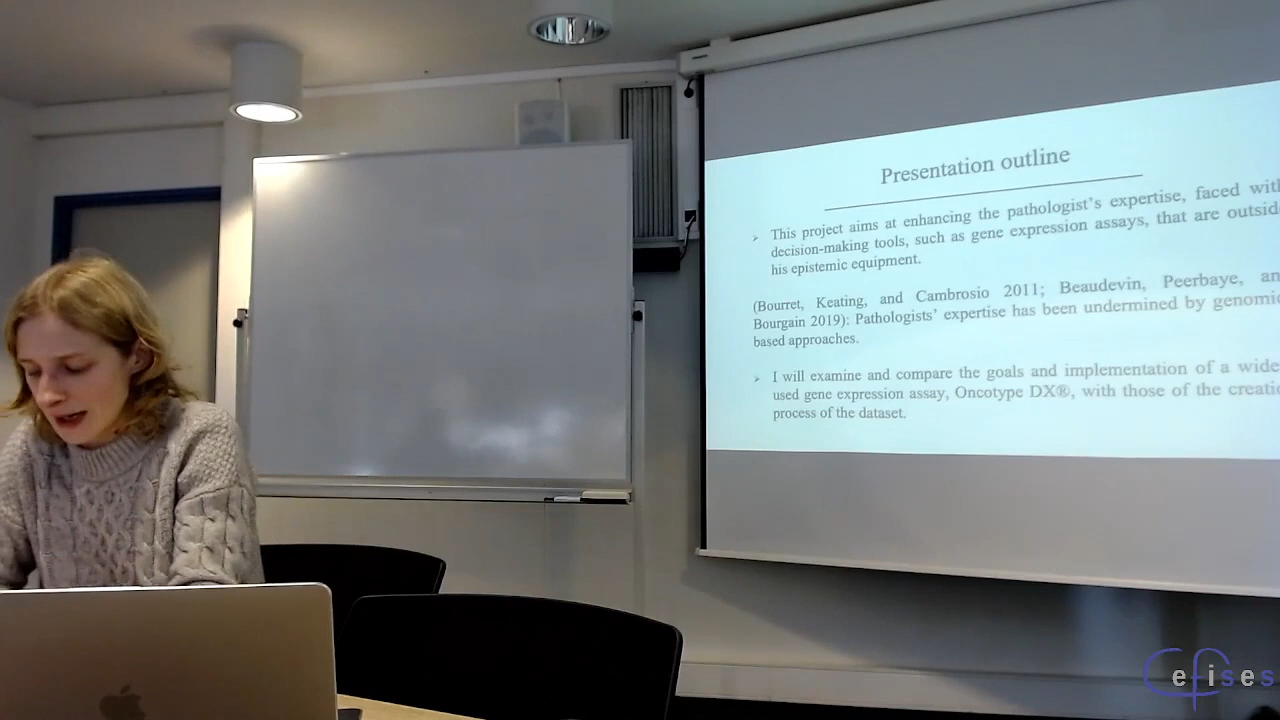 Presentation outline
This project aims at enhancing the pathologist's expertise, faced with
decision-making tools, such as gene expression assays, that are outside
his epistemic equipment.
(Bourret, Keating, and Cambrosio 2011; Beaudevin, Peerbaye, an
Bourgain 2019): Pathologists' expertise has been undermined by genomic
based approaches.
I will examine and compare the goals and implementation of a wide
used gene expression assay, Oncotype DX®, with those of the creatio
process of the dataset.
Cefises